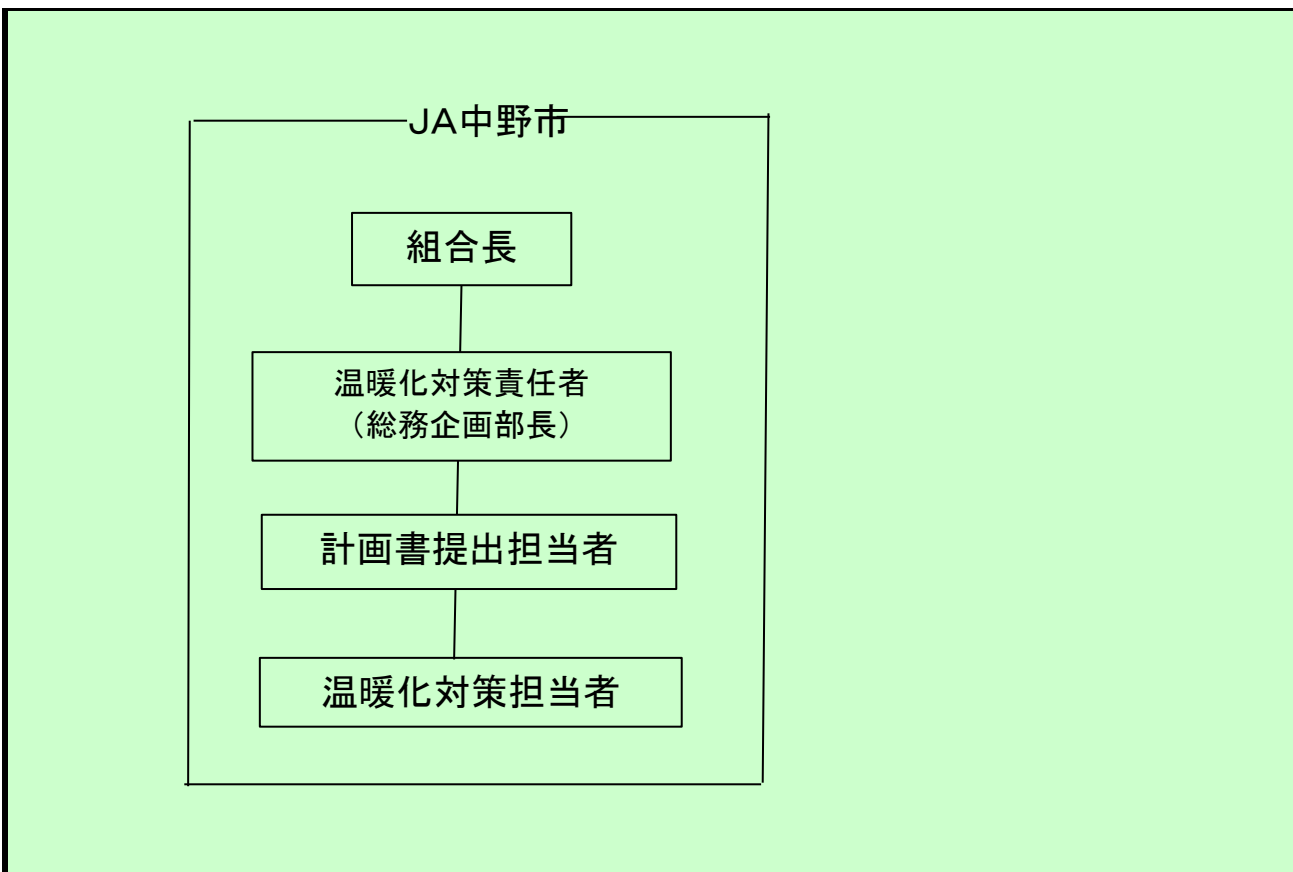 ＪＡ中野市
組合長
温暖化対策責任者
（総務企画部長）
計画書提出担当者
温暖化対策担当者